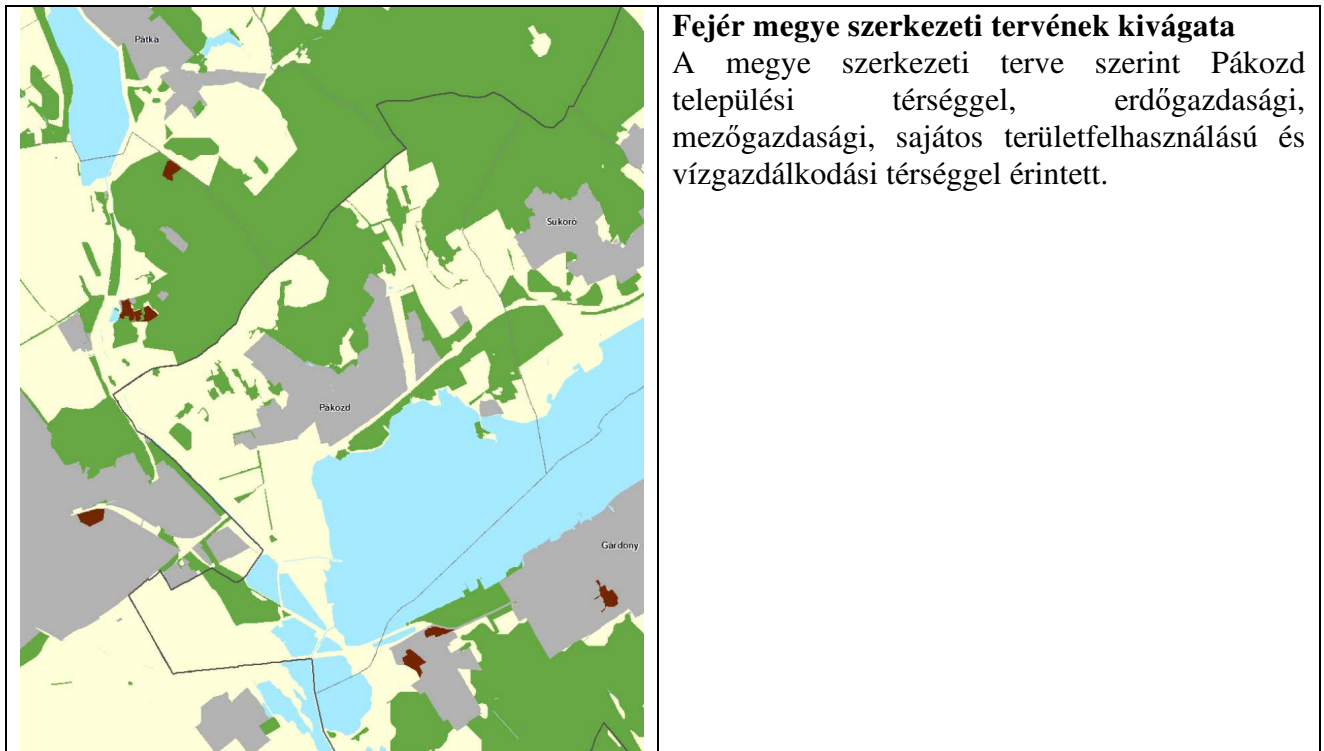 Fejér megye szerkezeti tervének kivágata
A megye szerkezeti terve szerint Pákozd
települési térséggel, erdőgazdasági,
mezőgazdasági, sajátos területfelhasználású és
vízgazdálkodási térséggel érintett.
Pátka
Sukoró
Pákozd
Gárdony